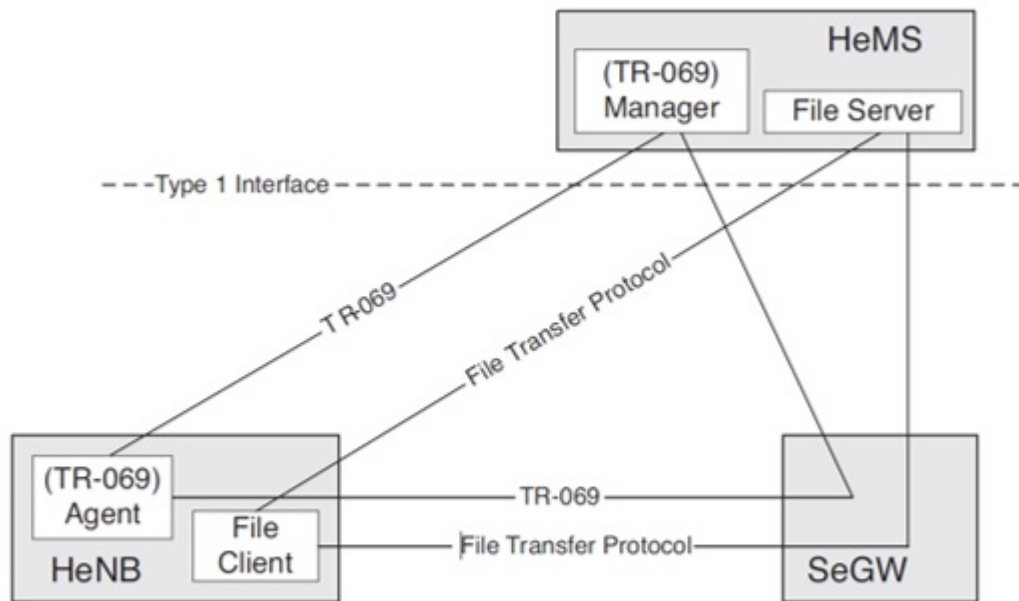 HeMS
(TR-069)
Manager
File Server
Type 1 Interface
TR-069
File Transfer Protocol
(TR-069)
Agent
File
Client
HeNB
TR-069
File Transfer Protocol
SeGW